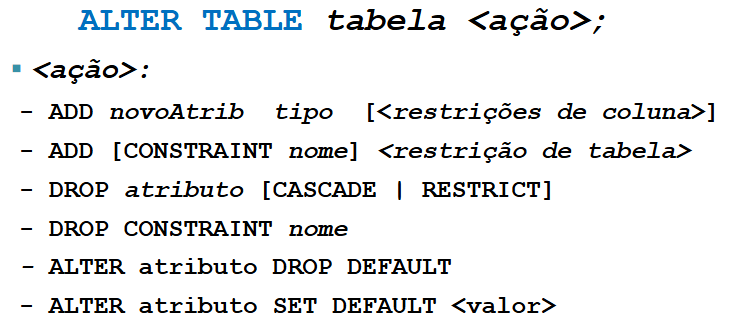 ALTER TABLE tabela <ação>;
▪ <ação>:
- ADD novoAtrib tipo [<restrições de coluna>]
- ADD [CONSTRAINT nome] <restrição de tabela>
- DROP atributo [CASCADE | RESTRICT]
- DROP CONSTRAINT nome
- ALTER atributo DROP DEFAULT
- ALTER atributo SET DEFAULT <valor>